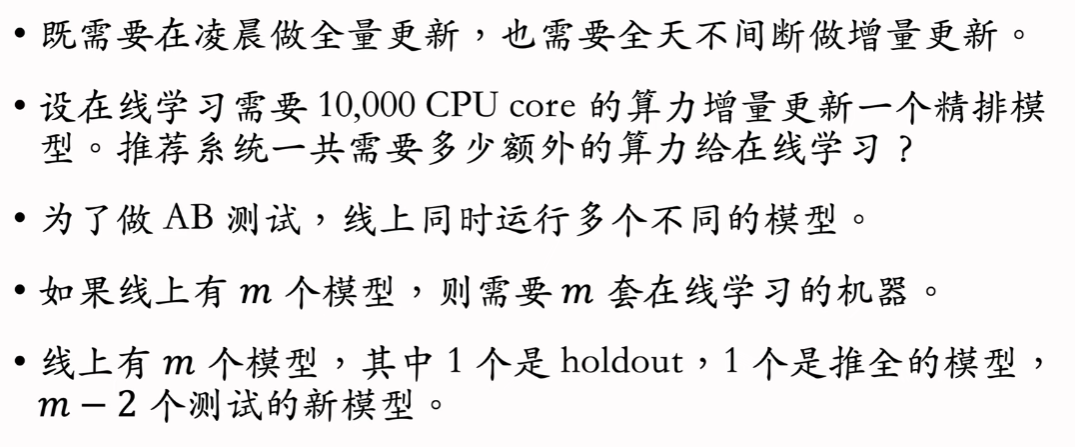 • 既需要在凌晨做全量更新，也需要全天不间断做增量更新。
• 设在线学习需要 10,000 CPU core 的算力增量更新一个精排模
型。推荐系统一共需要多少额外的算力给在线学习？
• 为了做 AB 测试，线上同时运行多个不同的模型。
• 如果线上有 m 个模型，则需要 m 套在线学习的机器。
• 线上有 m 个模型，其中 1 个是 holdout，1 个是推全的模型，
m − 2 个测试的新模型。